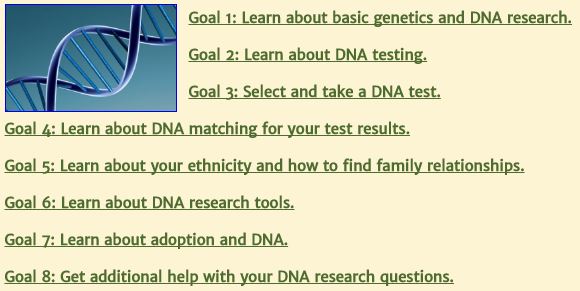 Goal 1: Learn about basic genetics and DNA research.
Goal 2: Learn about DNA testing.
Goal 3: Select and take a DNA test.
Goal 4: Learn about DNA matching for your test results.
Goal 5: Learn about your ethnicity and how to find family relationships.
Goal 6: Learn about DNA research tools.
Goal 7: Learn about adoption and DNA.
Goal 8: Get additional help with your DNA research questions.